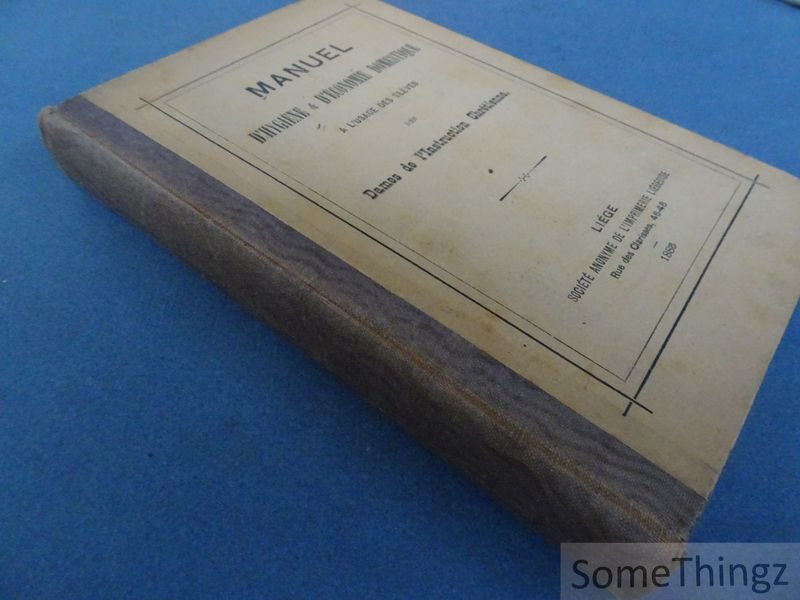 MANUEL
D'HYGIÈNE & D'ÉCONOMIE DOMESTIQUE
À L'USAGE DES ÉLÈVES
DES
Dames de l'Instruction Chrétienne.
LIÉGE
SOCIÉTÉ ANONYME DE L'IMPRIMERIE LIÉGEOISE
Rue des Clarisses, 46-48
1888
SomeThingz